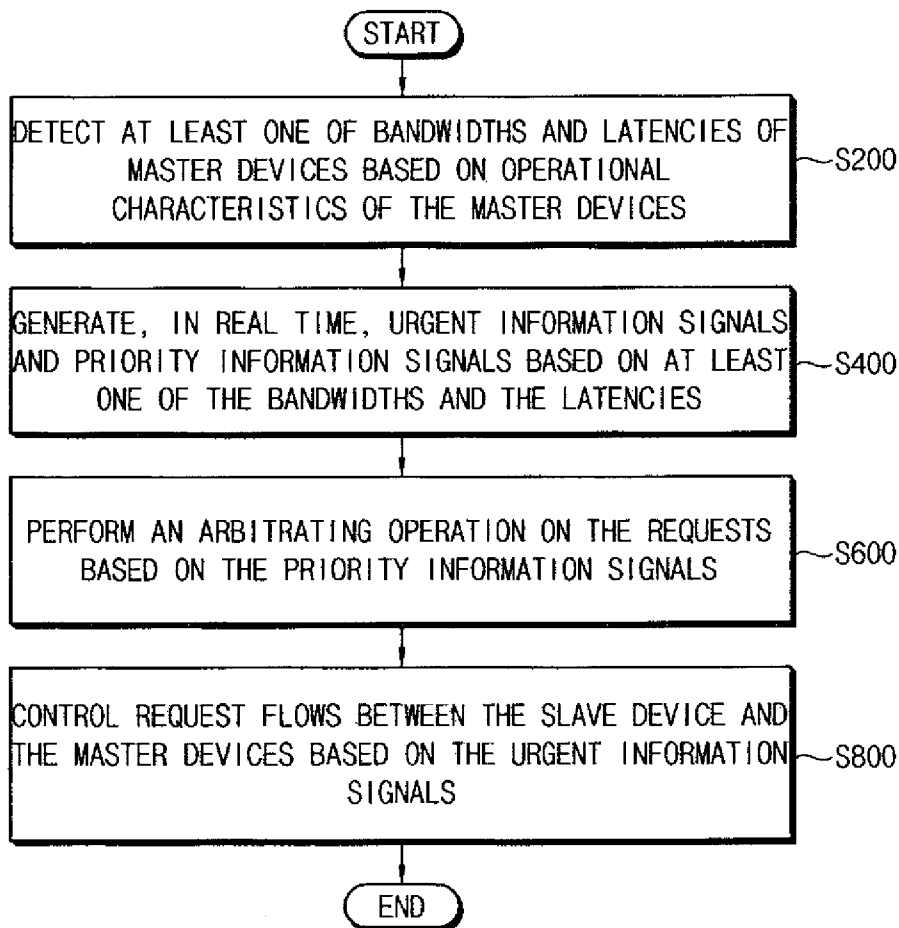 START
DETECT AT LEAST ONE OF BANDWIDTHS AND LATENCIES OF
MASTER DEVICES BASED ON OPERATIONAL
CHARACTERISTICS OF THE MASTER DEVICES
S200
GENERATE, IN REAL TIME, URGENT INFORMATION SIGNALS
AND PRIORITY INFORMATION SIGNALS BASED ON AT LEAST
ONE OF THE BANDWIDTHS AND THE LATENCIES
S400
PERFORM AN ARBITRATING OPERATION ON THE REQUESTS
BASED ON THE PRIORITY INFORMATION SIGNALS
S600
CONTROL REQUEST FLOWS BETWEEN THE SLAVE DEVICE AND
THE MASTER DEVICES BASED ON THE URGENT INFORMATION
SIGNALS
S800
END